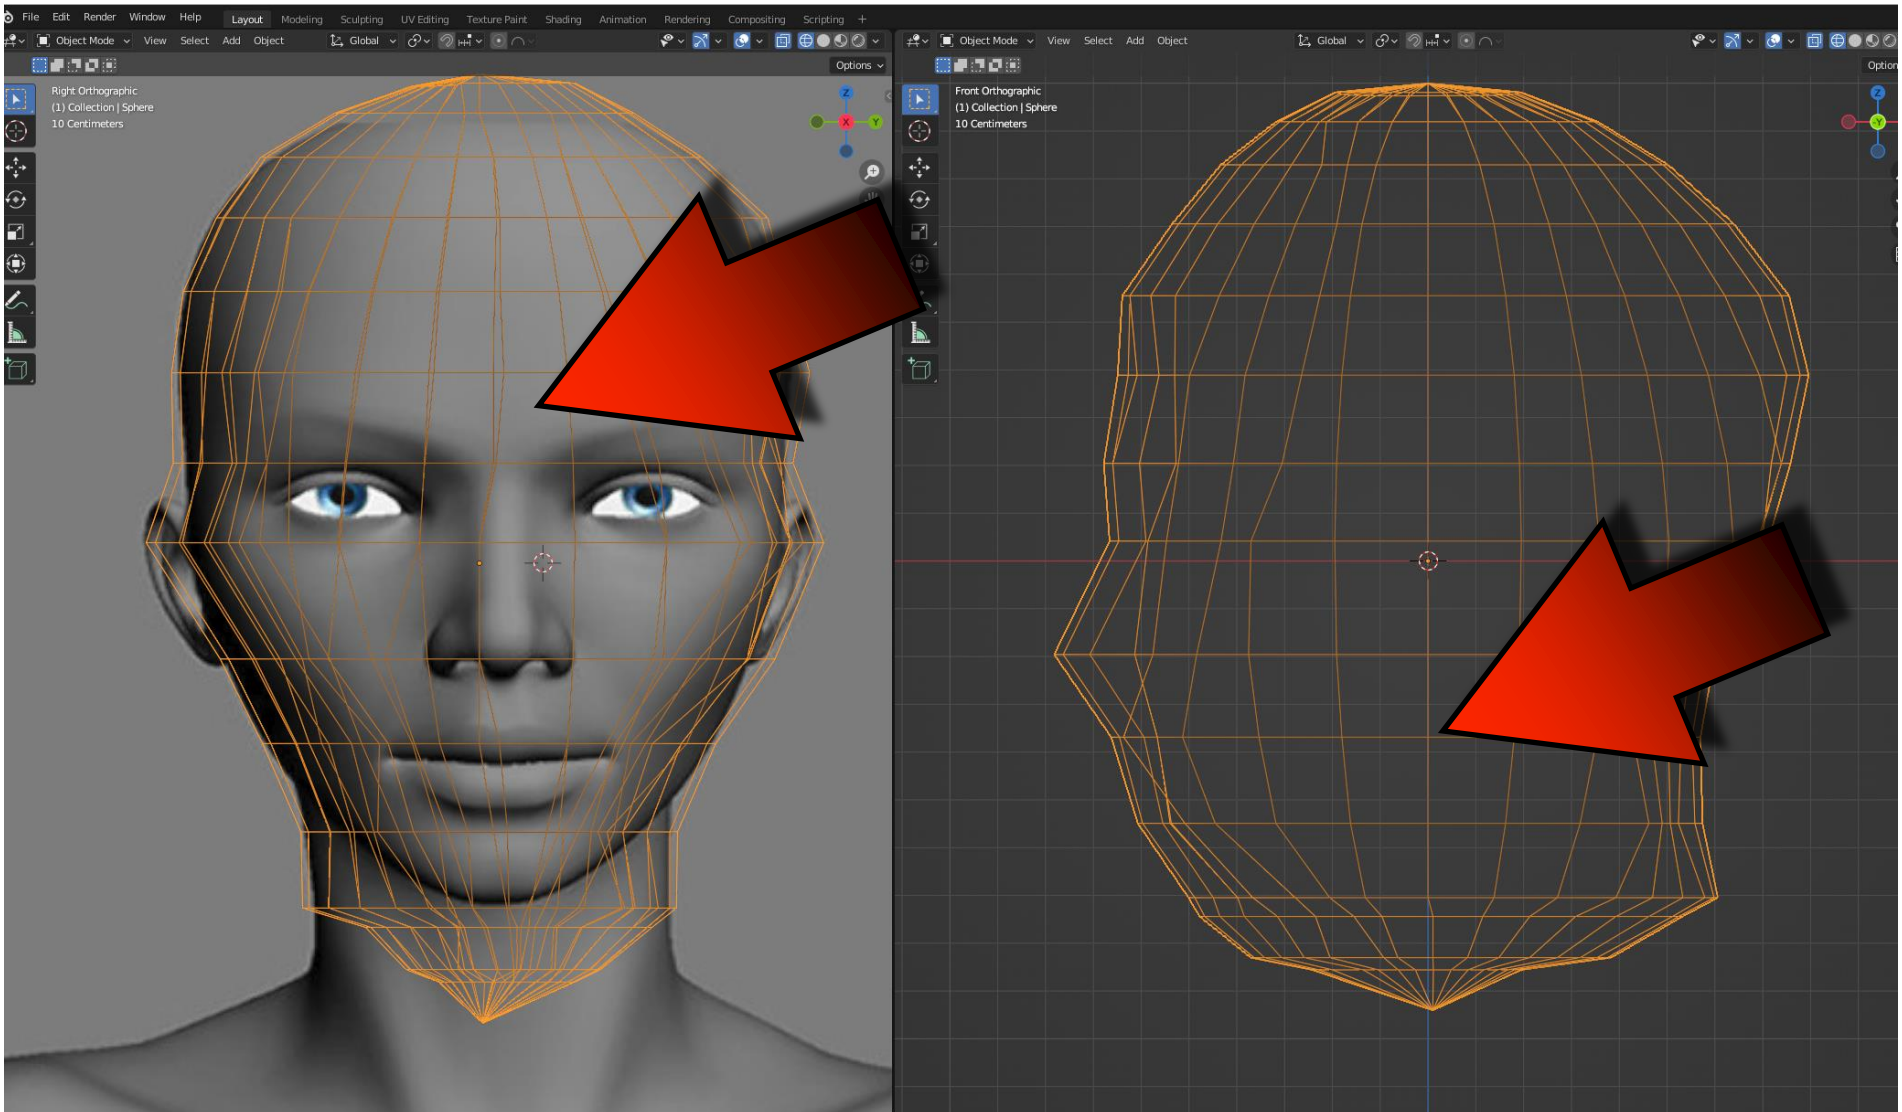 File Edit Render Window Help Layout Modeling Sculpting UV Editing Texture Paint Shading Animation Rendering Compositing Scripting +
Object Mode View Select Add Object Global
Object Mode View Select Add Object Global
Options
Option
Right Orthographic
(1) Collection | Sphere
10 Centimeters
Z
X
Y
Front Orthographic
(1) Collection | Sphere
10 Centimeters
Z
-Y